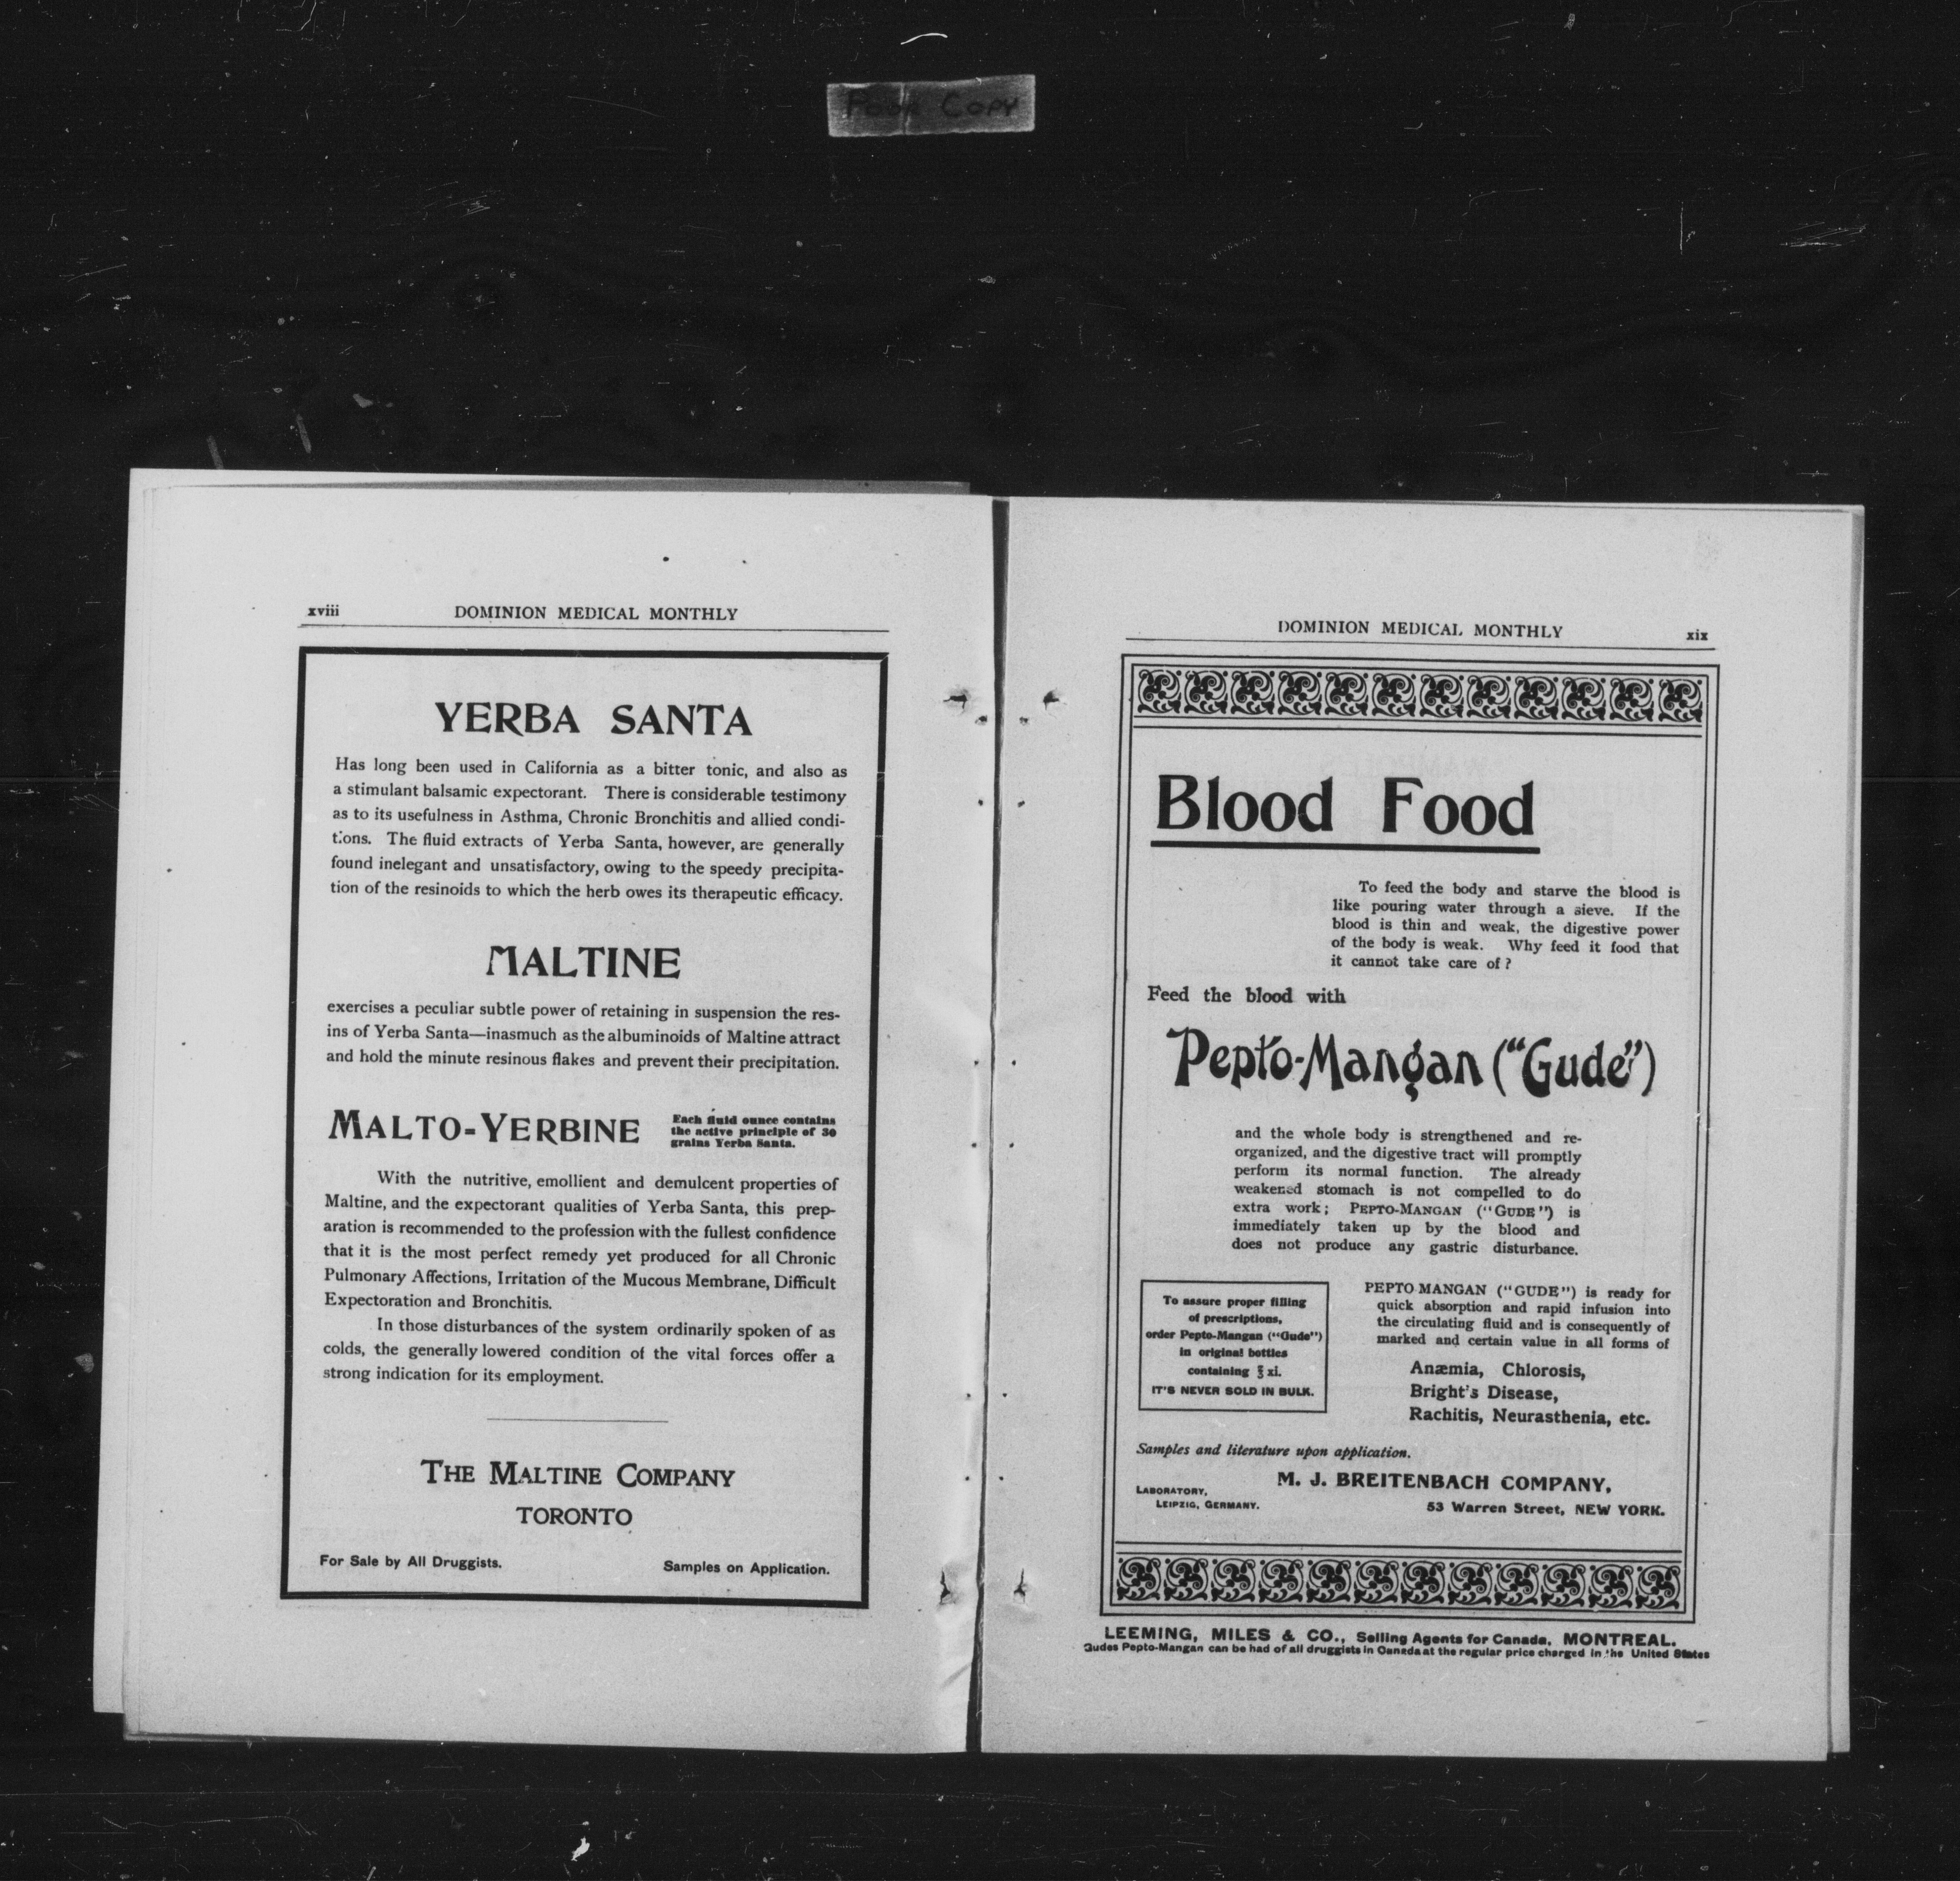 Poor Copy
xviii DOMINION MEDICAL MONTHLY
YERBA SANTA
Has long been used in California as a bitter tonic, and also as
a stimulant balsamic expectorant. There is considerable testimony
as to its usefulness in Asthma, Chronic Bronchitis and allied condi-
tions. The fluid extracts of Yerba Santa, however, are generally
found inelegant and unsatisfactory, owing to the speedy precipita-
tion of the resinoids to which the herb owes its therapeutic efficacy.
MALTINE
exercises a peculiar subtle power of retaining in suspension the res-
ins of Yerba Santa—inasmuch as the albuminoids of Maltine attract
and hold the minute resinous flakes and prevent their precipitation.
MALTO-YERBINE
Each fluid ounce contains
the active principle of 30
grains Yerba Santa.
With the nutritive, emollient and demulcent properties of
Maltine, and the expectorant qualities of Yerba Santa, this prep-
aration is recommended to the profession with the fullest confidence
that it is the most perfect remedy yet produced for all Chronic
Pulmonary Affections, Irritation of the Mucous Membrane, Difficult
Expectoration and Bronchitis.
In those disturbances of the system ordinarily spoken of as
colds, the generally lowered condition of the vital forces offer a
strong indication for its employment.
THE MALTINE COMPANY
TORONTO
For Sale by All Druggists. Samples on Application.
DOMINION MEDICAL MONTHLY xix
Blood Food
To feed the body and starve the blood is
like pouring water through a sieve. If the
blood is thin and weak, the digestive power
of the body is weak. Why feed it food that
it cannot take care of?
Feed the blood with
Pepto-Mangan ("Gude")
and the whole body is strengthened and re-
organized, and the digestive tract will promptly
perform its normal function. The already
weakened stomach is not compelled to do
extra work; PEPTO-MANGAN ("GUDE") is
immediately taken up by the blood and
does not produce any gastric disturbance.
To assure proper filling
of prescriptions,
order Pepto-Mangan ("Gude")
in original bottles
containing ℥ xi.
IT'S NEVER SOLD IN BULK.
PEPTO MANGAN ("GUDE") is ready for
quick absorption and rapid infusion into
the circulating fluid and is consequently of
marked and certain value in all forms of
Anæmia, Chlorosis,
Bright's Disease,
Rachitis, Neurasthenia, etc.
Samples and literature upon application.
M. J. BREITENBACH COMPANY,
LABORATORY,
LEIPZIG, GERMANY.
53 Warren Street, NEW YORK.
LEEMING, MILES & CO., Selling Agents for Canada, MONTREAL.
Gudes Pepto-Mangan can be had of all druggists in Canada at the regular price charged in the United States